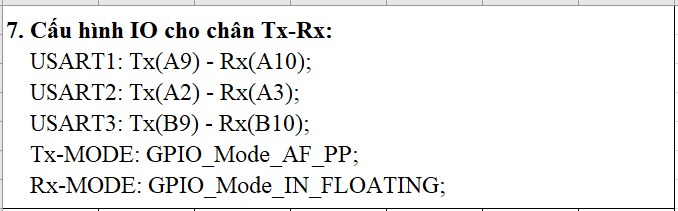 7. Cấu hình IO cho chân Tx-Rx:
USART1: Tx(A9) - Rx(A10);
USART2: Tx(A2) - Rx(A3);
USART3: Tx(B9) - Rx(B10);
Tx-MODE: GPIO_Mode_AF_PP;
Rx-MODE: GPIO_Mode_IN_FLOATING;